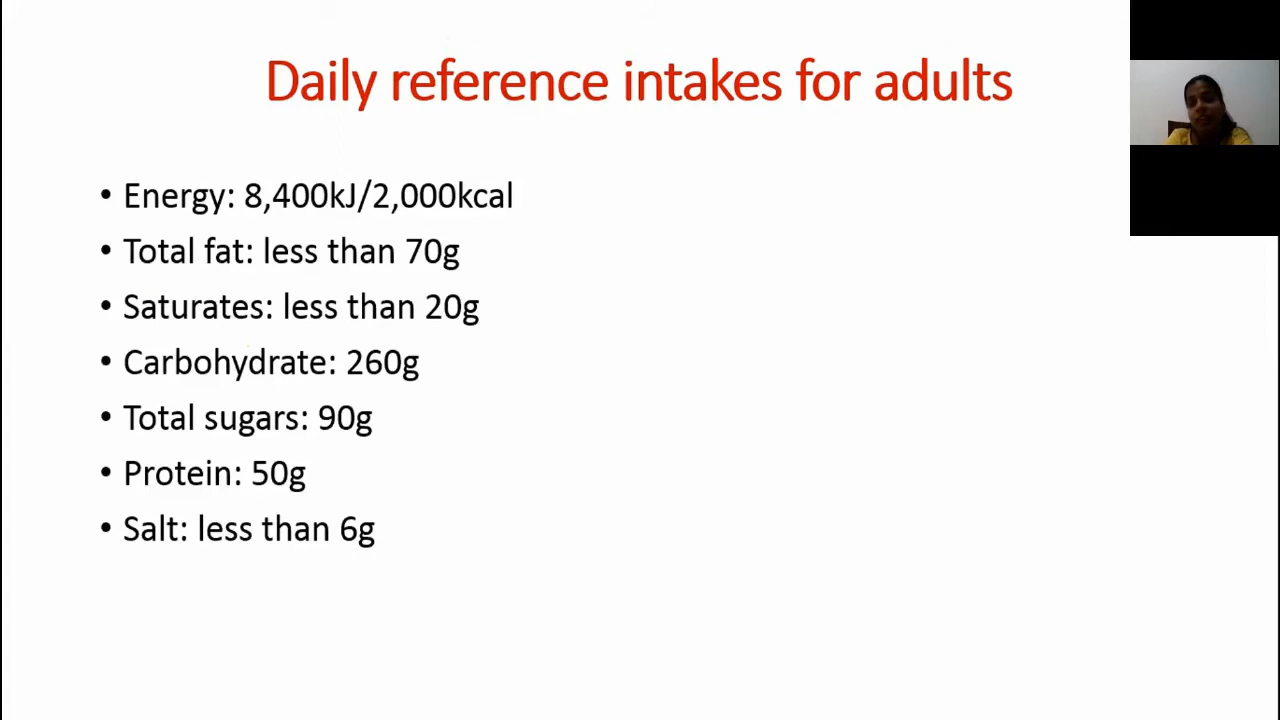 Daily reference intakes for adults
• Energy: 8,400kJ/2,000kcal
• Total fat: less than 70g
• Saturates: less than 20g
• Carbohydrate: 260g
• Total sugars: 90g
• Protein: 50g
• Salt: less than 6g